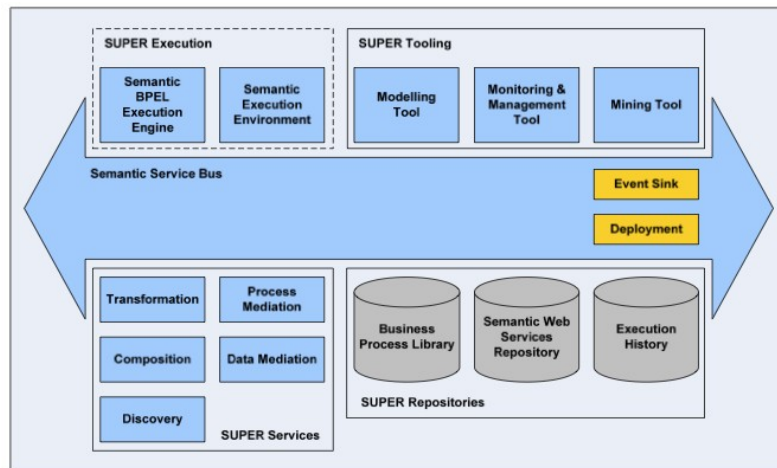 SUPER Execution
Semantic
BPEL
Execution
Engine
Semantic
Execution
Environment
SUPER Tooling
Modelling
Tool
Monitoring &
Management
Tool
Mining Tool
Semantic Service Bus
Event Sink
Deployment
Transformation
Process
Mediation
Composition
Data Mediation
Discovery
SUPER Services
Business
Process Library
Semantic Web
Services
Repository
Execution
History
SUPER Repositories